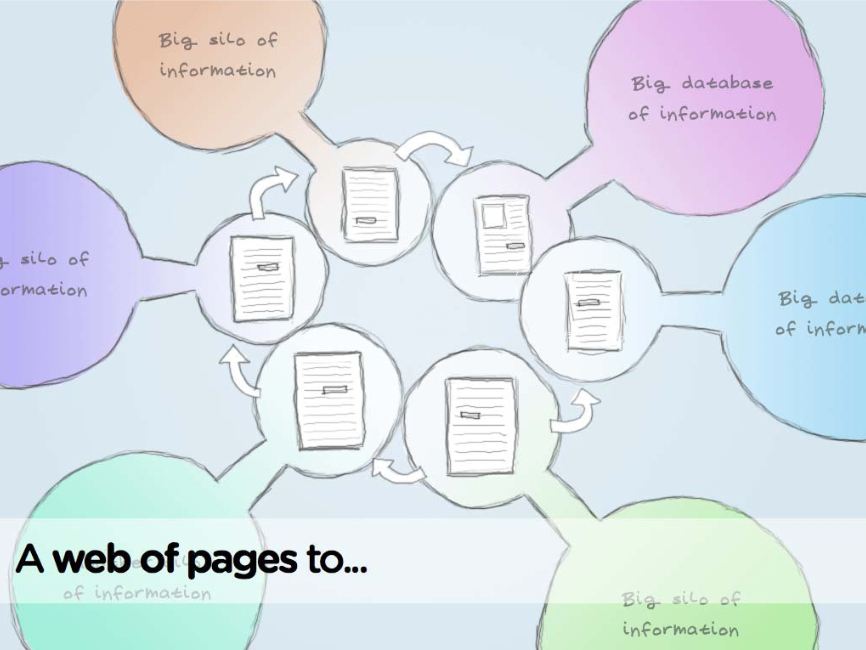 Big silo of
information
Big database
of information
silo of
ormation
Big dat
of inform
A web of pages to...
of information
Big silo of
information